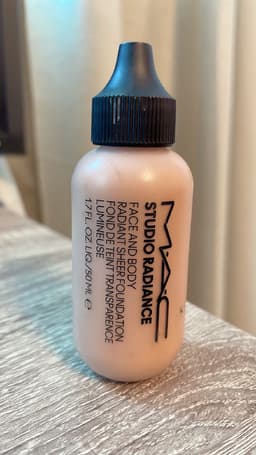 MAC
STUDIO RADIANCE
FACE AND BODY
RADIANT SHEER FOUNDATION
FOND DE TEINT TRANSPARENCE
LUMINEUSE
1.7 FL. OZ. LIQ/50 ML ℮